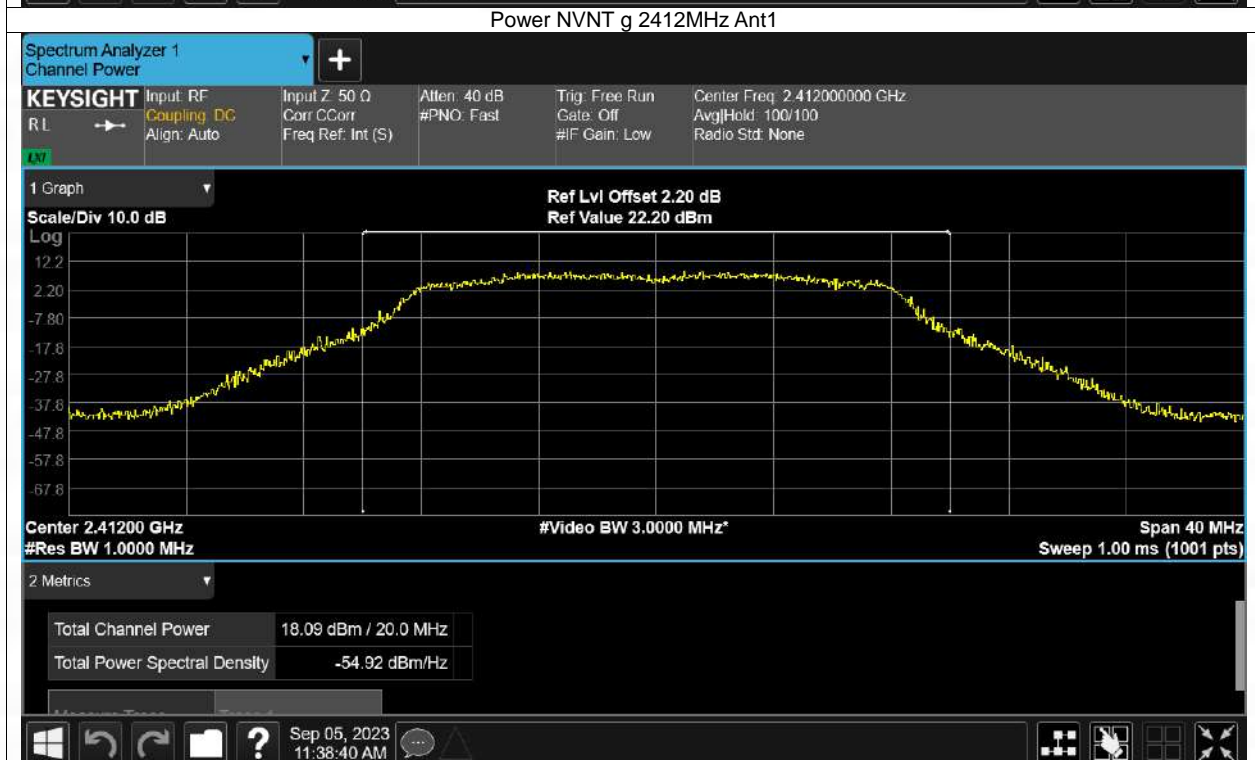 Power NVNT g 2412MHz Ant1
Spectrum Analyzer 1
Channel Power
KEYSIGHT
RL
LXI
Input: RF
Coupling: DC
Align: Auto
Input Z: 50 Ω
Corr CCorr
Freq Ref: Int (S)
Atten: 40 dB
#PNO: Fast
Trig: Free Run
Gate: Off
#IF Gain: Low
Center Freq: 2.412000000 GHz
Avg|Hold: 100/100
Radio Std: None
1 Graph
Scale/Div 10.0 dB
Ref Lvl Offset 2.20 dB
Ref Value 22.20 dBm
Log
12.2
2.20
-7.80
-17.8
-27.8
-37.8
-47.8
-57.8
-67.8
Center 2.41200 GHz
#Video BW 3.0000 MHz*
Span 40 MHz
#Res BW 1.0000 MHz
Sweep 1.00 ms (1001 pts)
2 Metrics
Total Channel Power 18.09 dBm / 20.0 MHz
Total Power Spectral Density -54.92 dBm/Hz
?
Sep 05, 2023
11:38:40 AM